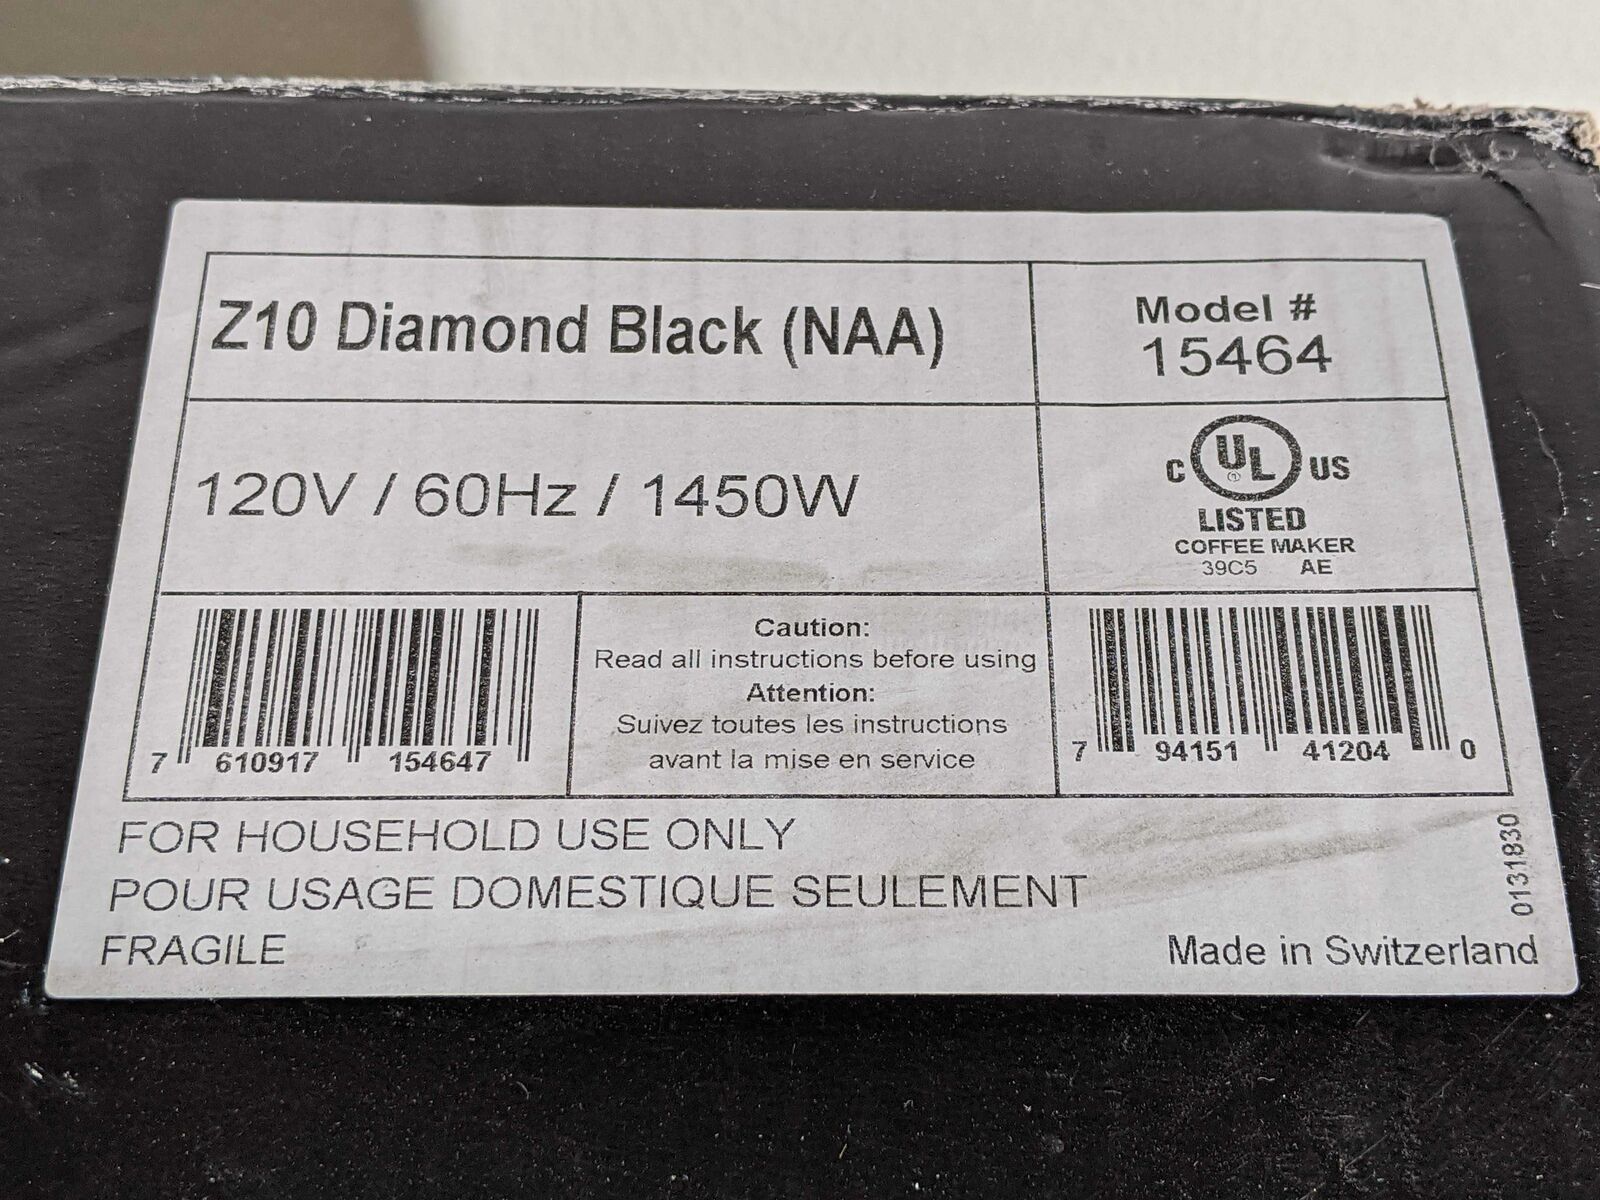 Z10 Diamond Black (NAA)
Model #
15464
120V / 60Hz / 1450W
C UL US
LISTED
COFFEE MAKER
39C5 AE
7 610917 154647
Caution:
Read all instructions before using
Attention:
Suivez toutes les instructions
avant la mise en service
7 94151 41204 0
FOR HOUSEHOLD USE ONLY
POUR USAGE DOMESTIQUE SEULEMENT
FRAGILE
Made in Switzerland
0131830